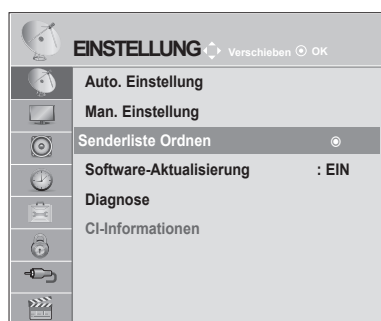 EINSTELLUNG Verschieben OK
Auto. Einstellung
Man. Einstellung
Senderliste Ordnen
Software-Aktualisierung : EIN
Diagnose
CI-Informationen